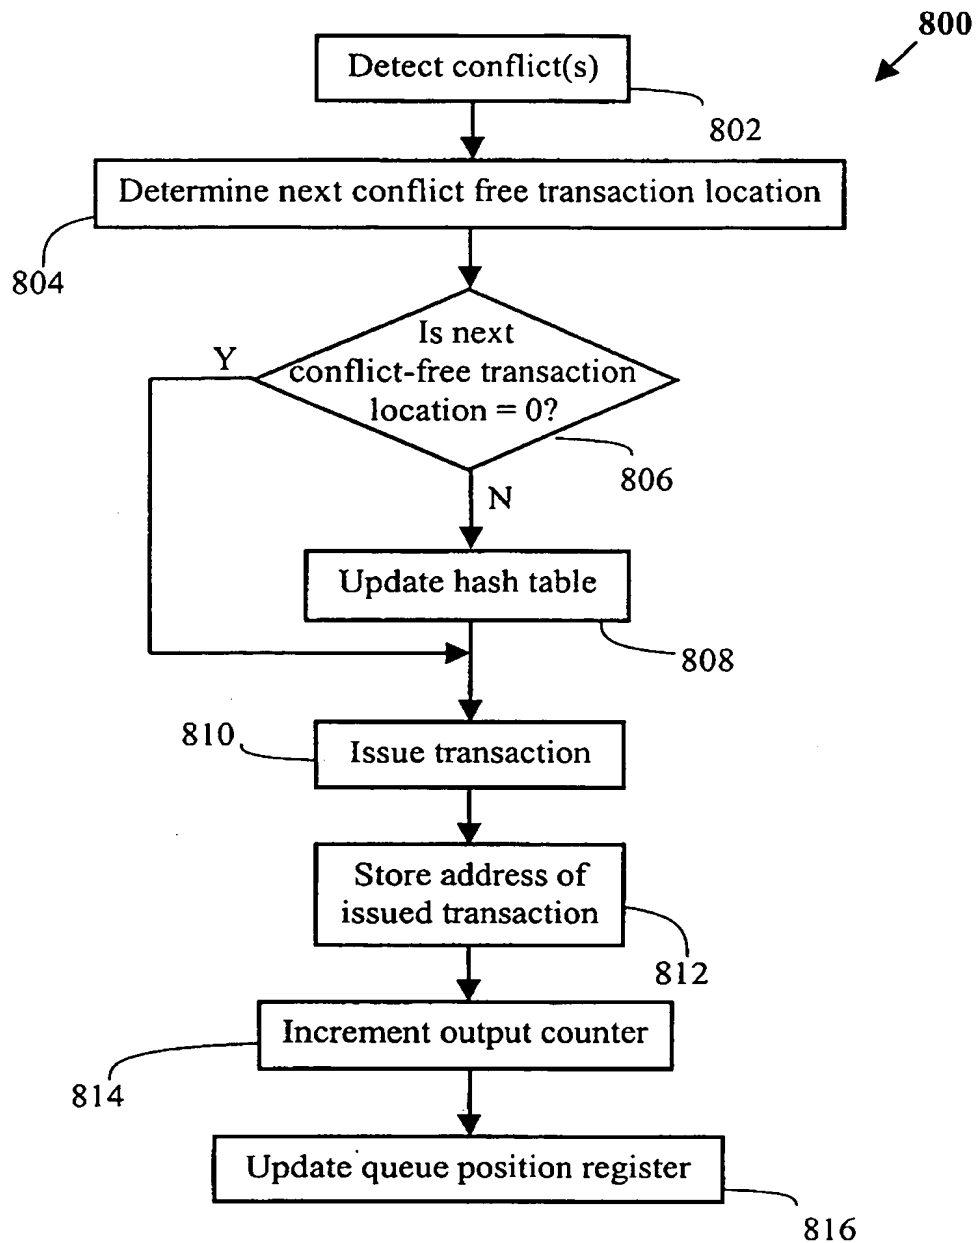 800
Detect conflict(s)
802
Determine next conflict free transaction location
804
Is next
conflict-free transaction
location = 0?
Y
806
N
Update hash table
808
810
Issue transaction
Store address of
issued transaction
812
Increment output counter
814
Update queue position register
816